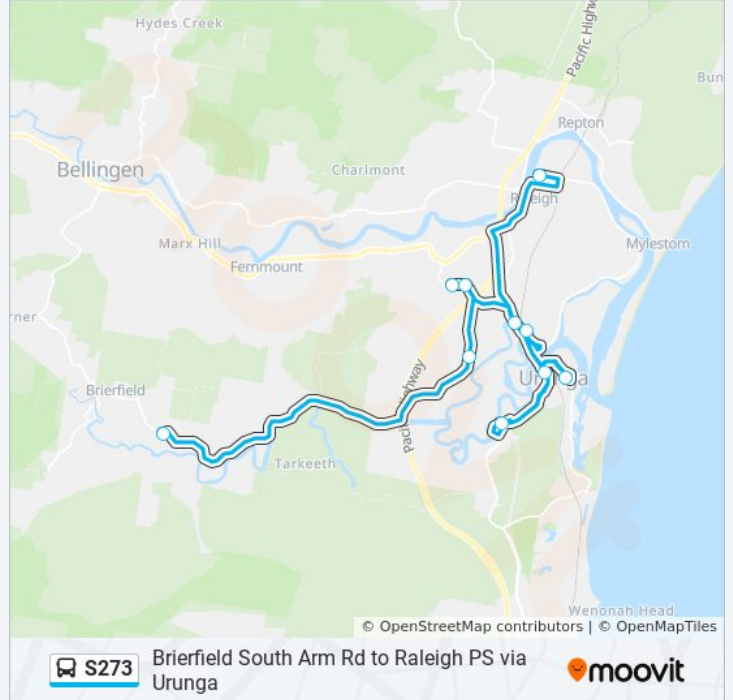 Hydes Creek
Pacific Highw
Bun
Repton
Bellingen
Charlmont
Raleigh
Marx Hill
Mylestom
Fernmount
rner
Pacific Highway
Brierfield
Urunga
Tarkeeth
Wenonah Head
© OpenStreetMap contributors | © OpenMapTiles
S273
Brierfield South Arm Rd to Raleigh PS via
Urunga
moovit